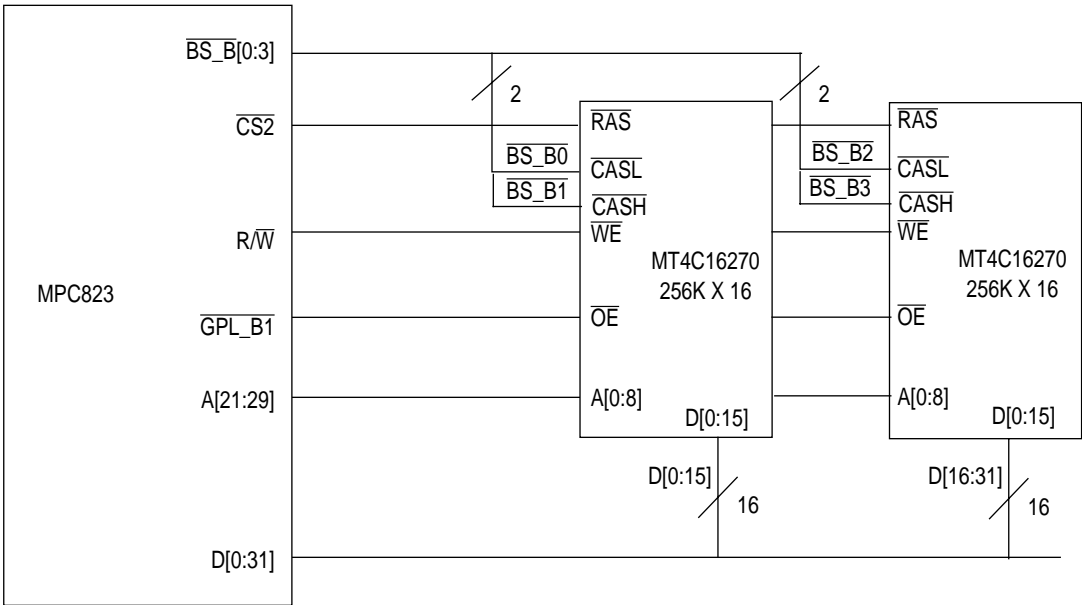 MPC823
BS_B[0:3]
CS2
R/W
GPL_B1
A[21:29]
D[0:31]
2
BS_B0
BS_B1
RAS
CASL
CASH
WE
MT4C16270
256K X 16
OE
A[0:8]
D[0:15]
D[0:15]
16
2
BS_B2
BS_B3
RAS
CASL
CASH
WE
MT4C16270
256K X 16
OE
A[0:8]
D[0:15]
D[16:31]
16